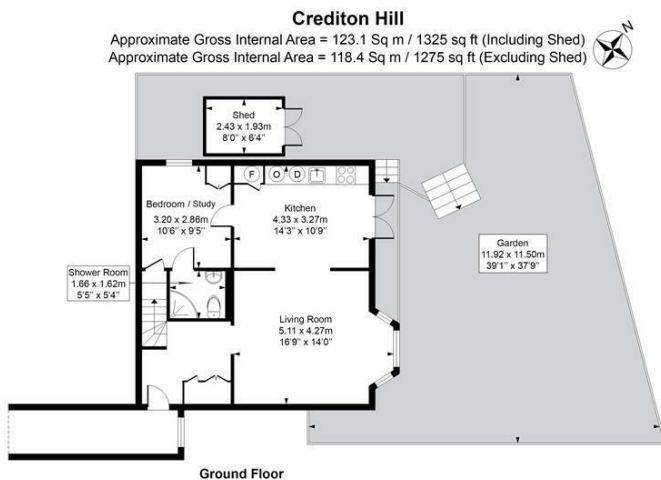 Crediton Hill
Approximate Gross Internal Area = 123.1 Sq m / 1325 sq ft (Including Shed)
Approximate Gross Internal Area = 118.4 Sq m / 1275 sq ft (Excluding Shed)
N
Shed
2.43 x 1.93m
8'0" x 6'4"
F
O
D
Bedroom / Study
3.20 x 2.86m
10'6" x 9'5"
Kitchen
4.33 x 3.27m
14'3" x 10'9"
Garden
11.92 x 11.50m
39'1" x 37'9"
Shower Room
1.66 x 1.62m
5'5" x 5'4"
Living Room
5.11 x 4.27m
16'9" x 14'0"
Ground Floor